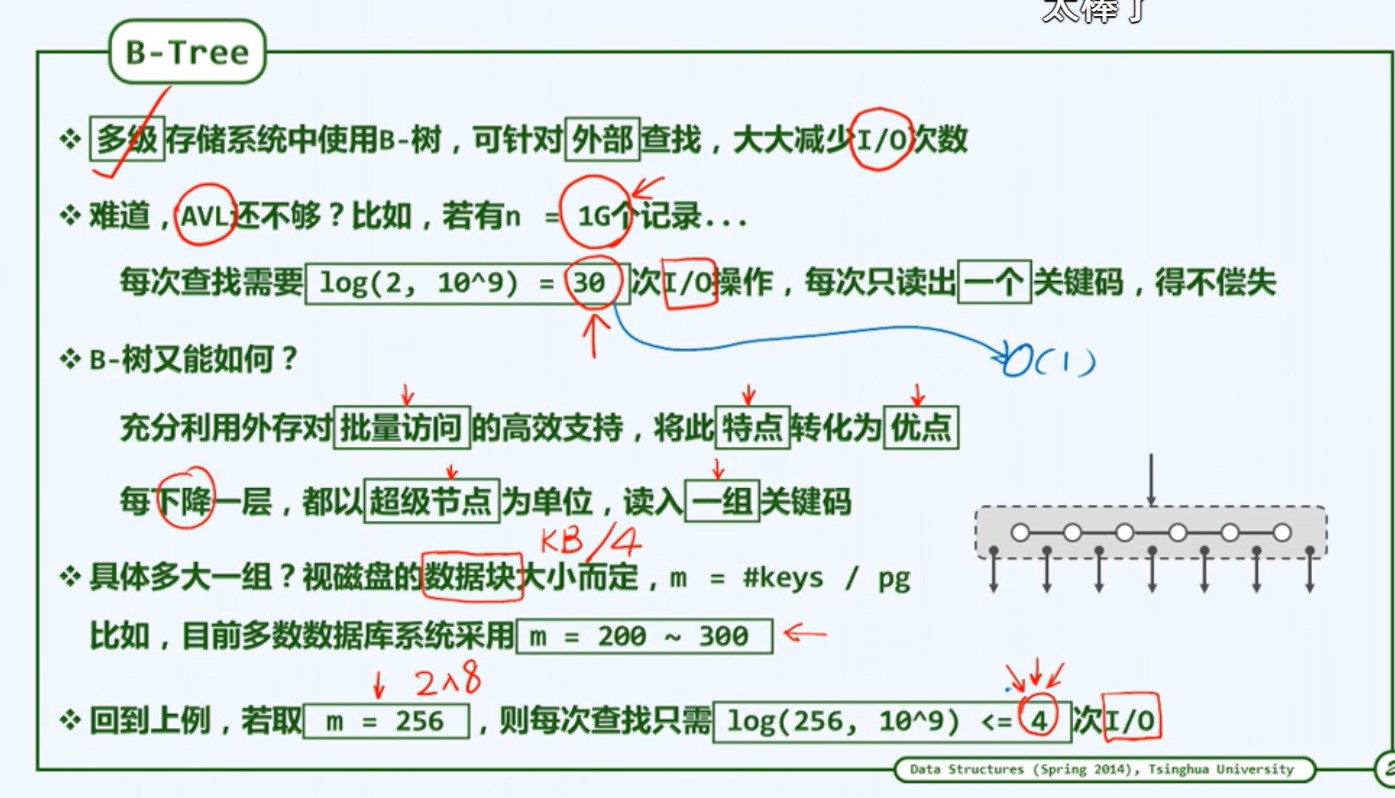 太棒了
B-Tree
❖ 多级存储系统中使用B-树，可针对外部查找，大大减少I/O次数
❖ 难道，AVL还不够？比如，若有n = 1G个记录...
每次查找需要 log(2, 10^9) = 30 次I/O操作，每次只读出一个关键码，得不偿失
O(1)
❖ B-树又能如何？
充分利用外存对批量访问的高效支持，将此特点转化为优点
每下降一层，都以超级节点为单位，读入一组关键码
KB/4
❖ 具体多大一组？视磁盘的数据块大小而定，m = #keys / pg
比如，目前多数数据库系统采用 m = 200 ~ 300
2^8
❖ 回到上例，若取 m = 256 ，则每次查找只需 log(256, 10^9) <= 4 次I/O
Data Structures (Spring 2014), Tsinghua University